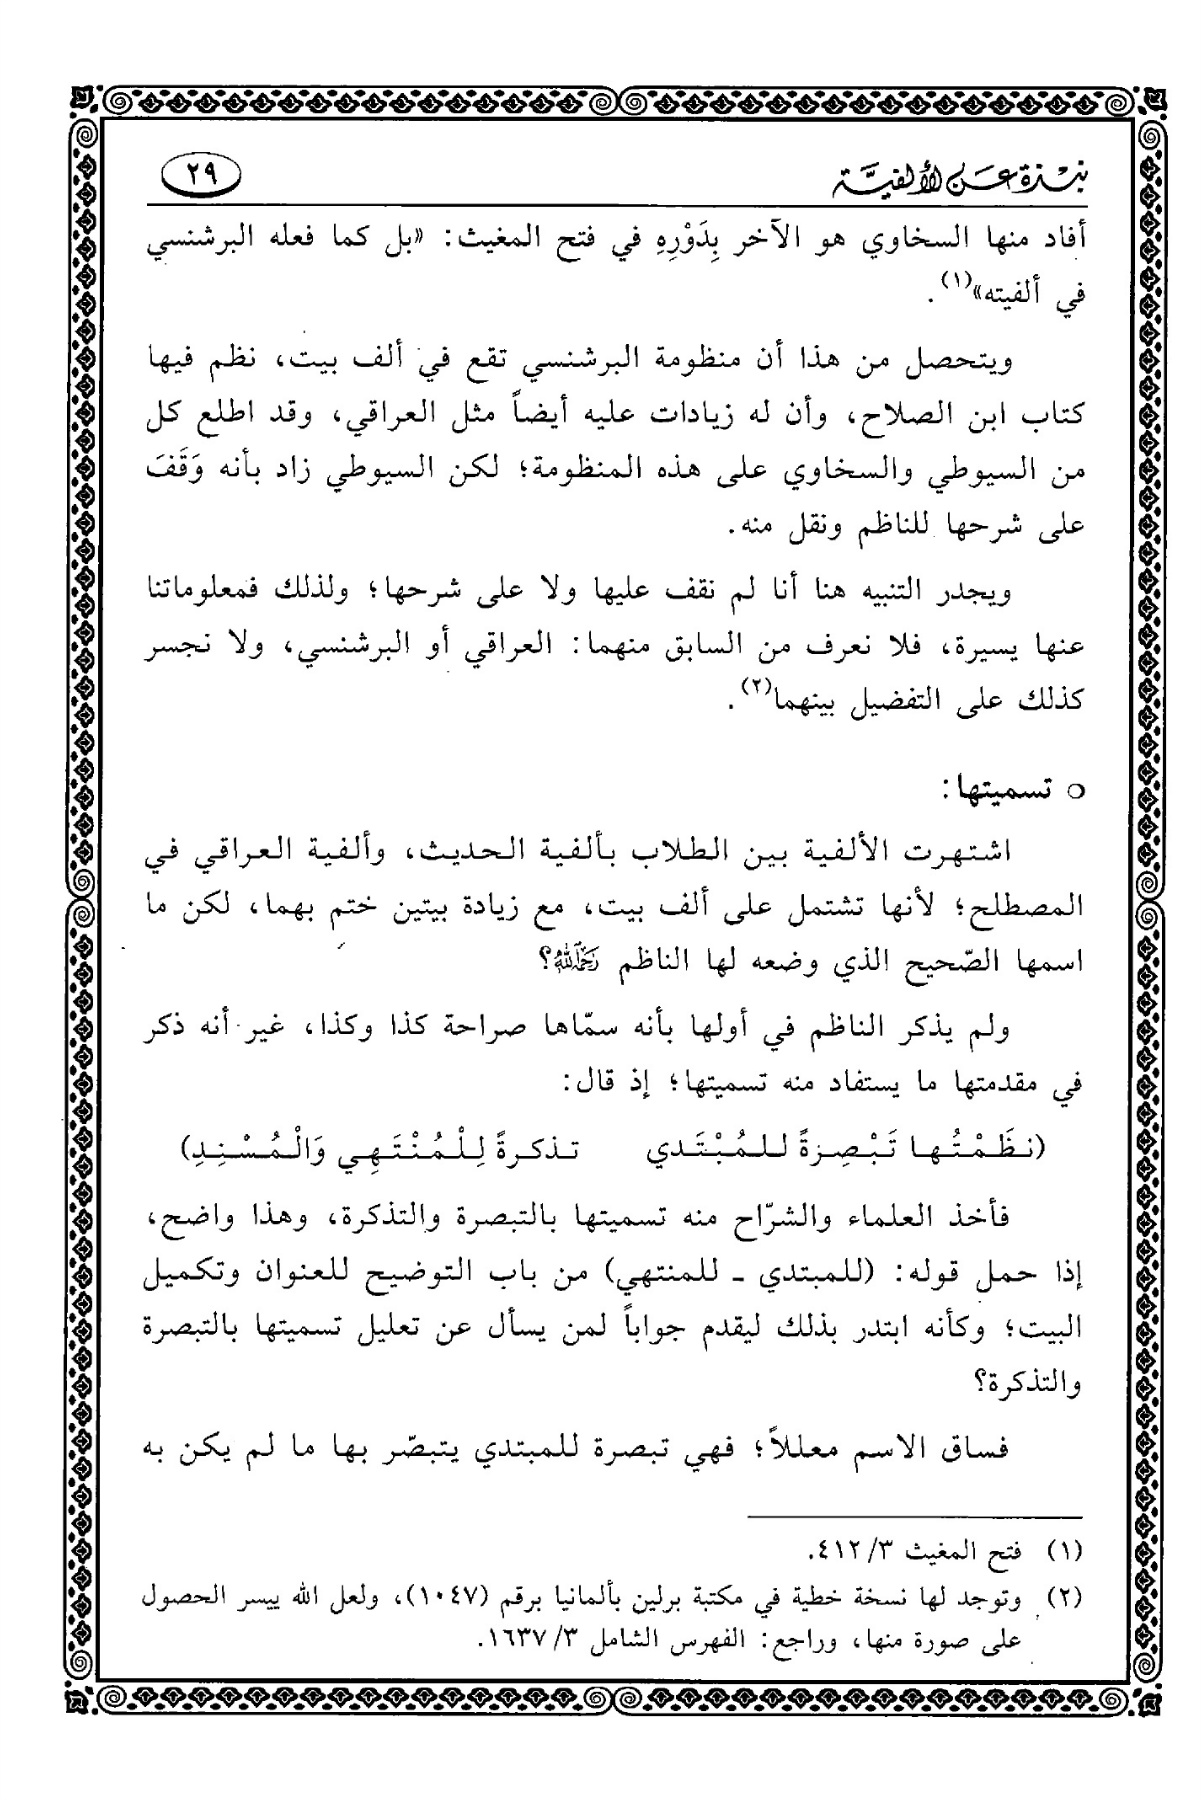 نبذة عن الألفية
٢٩
أفاد منها السخاوي هو الآخر بِدَوْرِهِ في فتح المغيث: «بل كما فعله البرشنسي
في ألفيته»(١).
ويتحصل من هذا أن منظومة البرشنسي تقع في ألف بيت، نظم فيها
كتاب ابن الصلاح، وأن له زيادات عليه أيضاً مثل العراقي، وقد اطلع كل
من السيوطي والسخاوي على هذه المنظومة؛ لكن السيوطي زاد بأنه وَقَفَ
على شرحها للناظم ونقل منه.
ويجدر التنبيه هنا أنا لم نقف عليها ولا على شرحها؛ ولذلك فمعلوماتنا
عنها يسيرة، فلا نعرف من السابق منهما: العراقي أو البرشنسي، ولا نجسر
كذلك على التفضيل بينهما(٢).
○ تسميتها:
اشتهرت الألفية بين الطلاب بألفية الحديث، وألفية العراقي في
المصطلح؛ لأنها تشتمل على ألف بيت، مع زيادة بيتين ختم بهما، لكن ما
اسمها الصّحيح الذي وضعه لها الناظم رحمه الله؟
ولم يذكر الناظم في أولها بأنه سمّاها صراحة كذا وكذا، غير أنه ذكر
في مقدمتها ما يستفاد منه تسميتها؛ إذ قال:
(نظَمْتُها تَبْصِرَةً للمُبْتَدي تذكرةً لِلْمُنْتَهِي وَالْمُسْنِدِ)
فأخذ العلماء والشرّاح منه تسميتها بالتبصرة والتذكرة، وهذا واضح،
إذا حمل قوله: (للمبتدي ـ للمنتهي) من باب التوضيح للعنوان وتكميل
البيت؛ وكأنه ابتدر بذلك ليقدم جواباً لمن يسأل عن تعليل تسميتها بالتبصرة
والتذكرة؟
فساق الاسم معللاً؛ فهي تبصرة للمبتدي يتبصّر بها ما لم يكن به
(١) فتح المغيث ٣/ ٤١٢.
(٢) وتوجد لها نسخة خطية في مكتبة برلين بألمانيا برقم (١٠٤٧)، ولعل الله ييسر الحصول
على صورة منها، وراجع: الفهرس الشامل ٣/ ١٦٣٧.